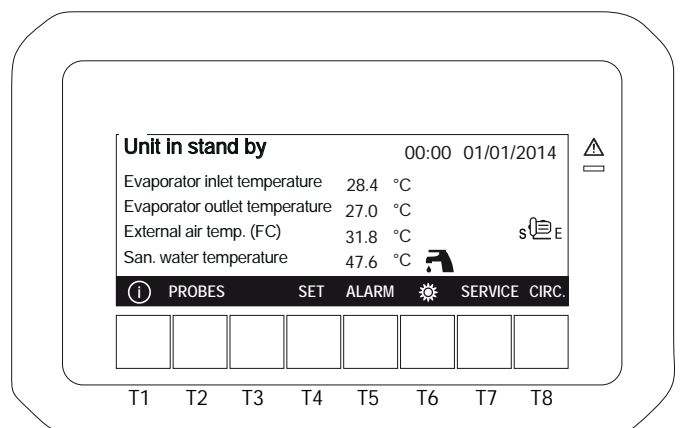 Unit in stand by 00:00 01/01/2014
Evaporator inlet temperature 28.4 °C
Evaporator outlet temperature 27.0 °C
External air temp. (FC) 31.8 °C
S E
San. water temperature 47.6 °C
i PROBES SET ALARM SERVICE CIRC.
T1 T2 T3 T4 T5 T6 T7 T8